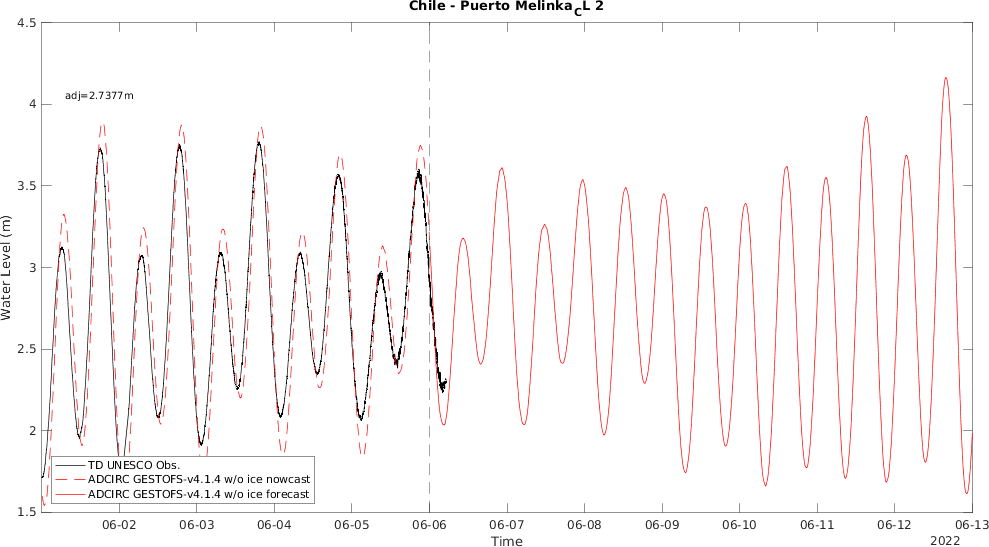 Chile - Puerto Melinka_CL 2
adj=2.7377m
Water Level (m)
4.5
4
3.5
3
2.5
2
1.5
TD UNESCO Obs.
ADCIRC GESTOFS-v4.1.4 w/o ice nowcast
ADCIRC GESTOFS-v4.1.4 w/o ice forecast
06-02 06-03 06-04 06-05 06-06 06-07 06-08 06-09 06-10 06-11 06-12 06-13
Time
2022